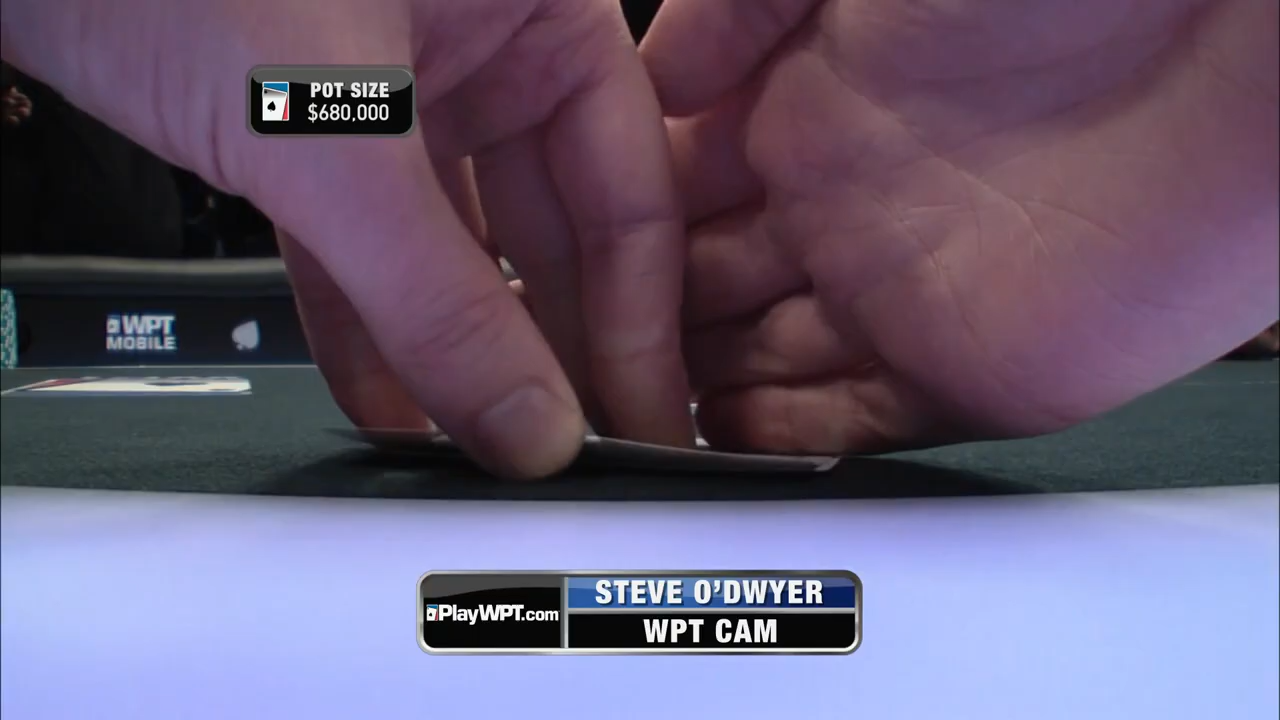 POT SIZE
$680,000
WPT
MOBILE
PlayWPT.com
STEVE O'DWYER
WPT CAM